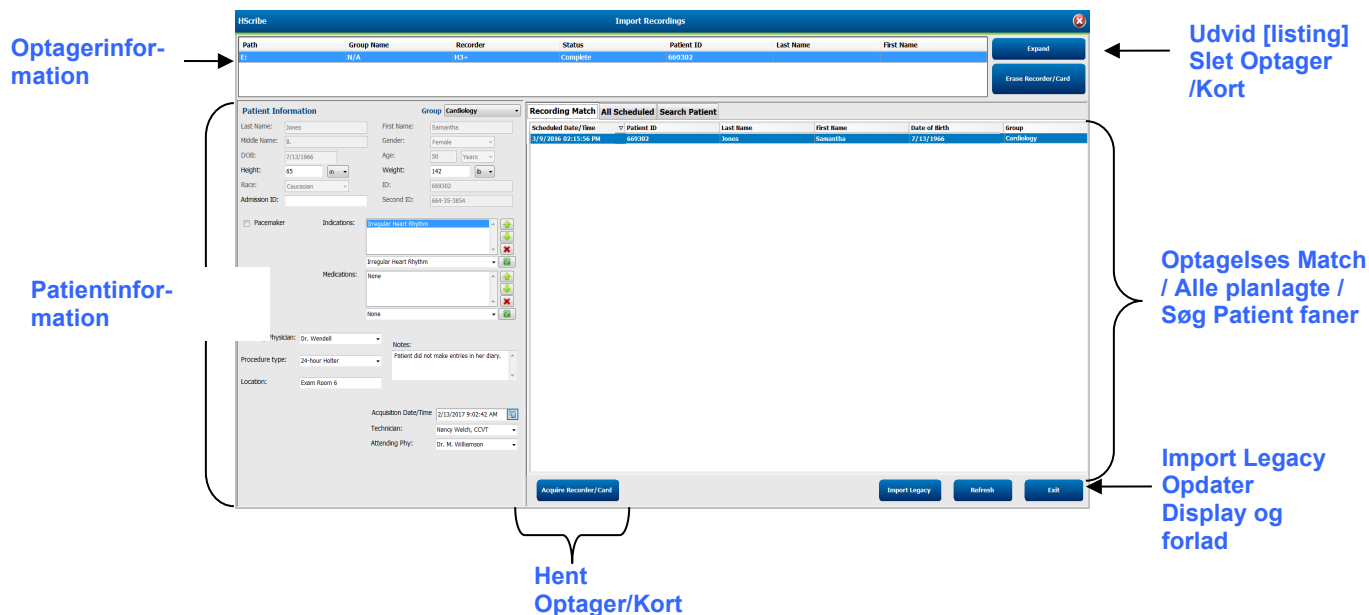 HScribe Import Recordings
Optagerinfor-
mation
Path Group Name Recorder Status Patient ID Last Name First Name
E: N/A H3+ Complete 669302
Expand
Erase Recorder/Card
Udvid [listing]
Slet Optager
/Kort
Patientinfor-
mation
Patient Information Group Cardiology
Last Name: Jones First Name: Samantha
Middle Name: B. Gender: Female
DOB: 7/13/1966 Age: 50 Years
Height: 65 in Weight: 142 lb
Race: Caucasian ID: 669302
Admission ID: Second ID: 664-35-3854
Pacemaker Indications: Irregular Heart Rhythm
Irregular Heart Rhythm
Medications: None
None
Physician: Dr. Wendell
Notes:
Procedure type: 24-hour Holter Patient did not make entries in her diary.
Location: Exam Room 6
Acquisition Date/Time 2/13/2017 9:02:42 AM
Technician: Nancy Welch, CCVT
Attending Phy: Dr. M. Williamson
Recording Match All Scheduled Search Patient
Scheduled Date/Time Patient ID Last Name First Name Date of Birth Group
3/9/2016 02:15:56 PM 669302 Jones Samantha 7/13/1966 Cardiology
Optagelses Match
/ Alle planlagte /
Søg Patient faner
Acquire Recorder/Card Import Legacy Refresh Exit
Import Legacy
Opdater
Display og
forlad
Hent
Optager/Kort